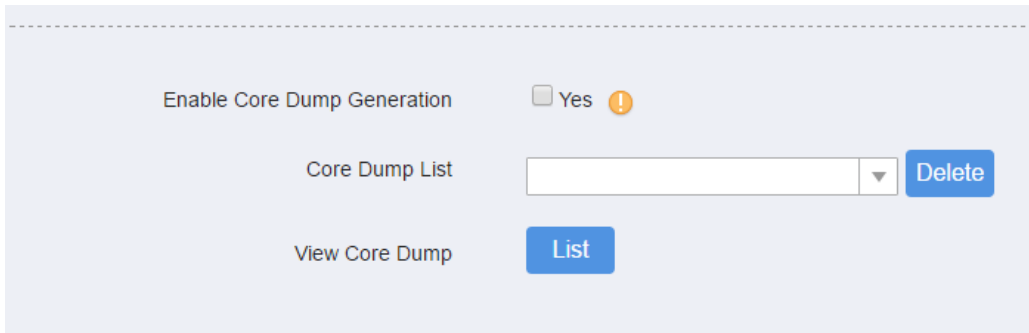 Enable Core Dump Generation Yes
Core Dump List Delete
View Core Dump List